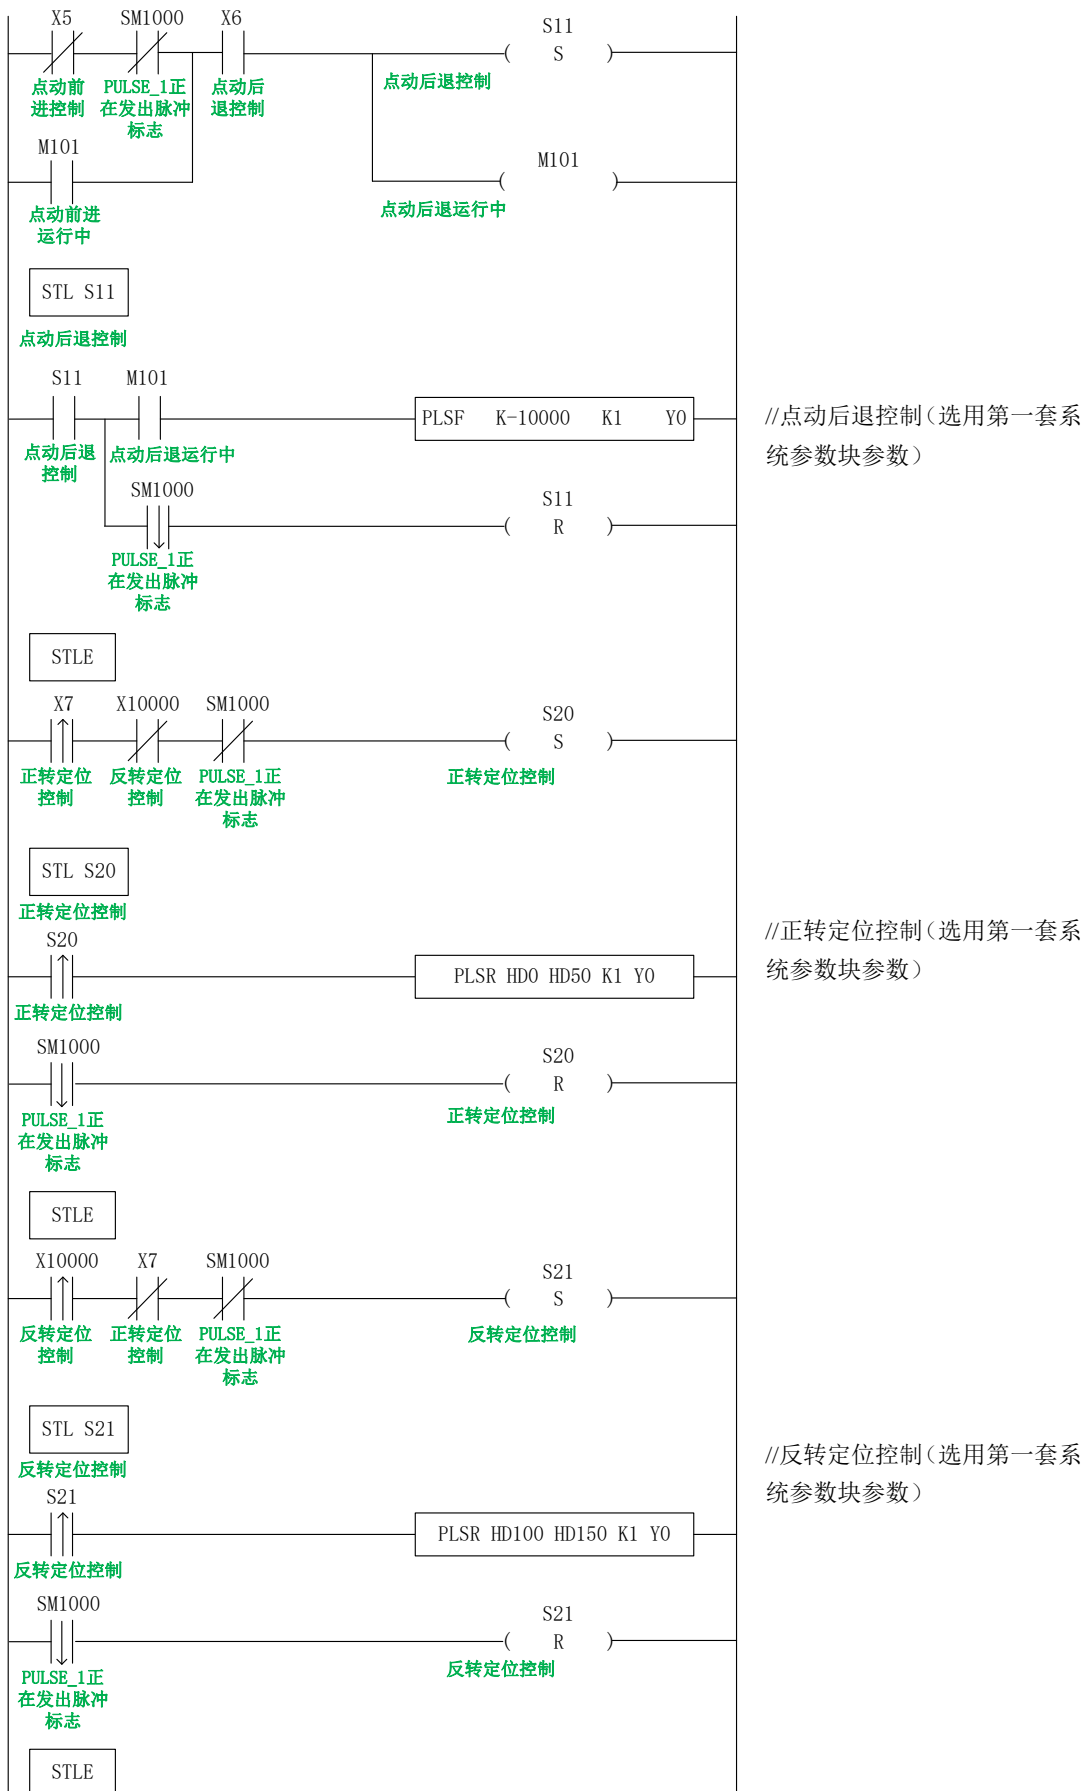 X5 SM1000 X6
S11
( S )
点动前
进控制
PULSE_1正
在发出脉冲
标志
点动后
退控制
点动后退控制
M101
M101
( )
点动前进
运行中
点动后退运行中
STL S11
点动后退控制
S11 M101
PLSF K-10000 K1 Y0
//点动后退控制（选用第一套系
统参数块参数）
点动后退
控制
点动后退运行中
SM1000
S11
( R )
PULSE_1正
在发出脉冲
标志
STLE
X7 X10000 SM1000
S20
( S )
正转定位
控制
反转定位
控制
PULSE_1正
在发出脉冲
标志
正转定位控制
STL S20
正转定位控制
//正转定位控制（选用第一套系
统参数块参数）
S20
PLSR HD0 HD50 K1 Y0
正转定位控制
SM1000
S20
( R )
PULSE_1正
在发出脉冲
标志
正转定位控制
STLE
X10000 X7 SM1000
S21
( S )
反转定位
控制
正转定位
控制
PULSE_1正
在发出脉冲
标志
反转定位控制
STL S21
反转定位控制
//反转定位控制（选用第一套系
统参数块参数）
S21
PLSR HD100 HD150 K1 Y0
反转定位控制
SM1000
S21
( R )
PULSE_1正
在发出脉冲
标志
反转定位控制
STLE